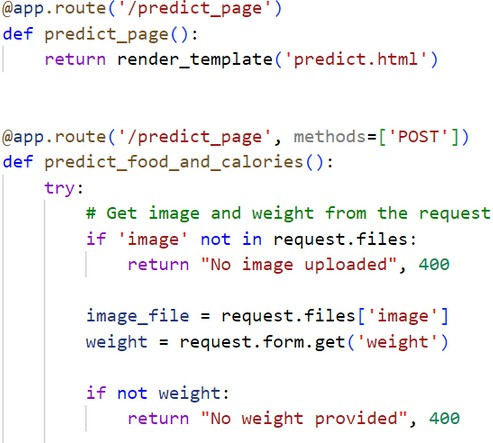 @app.route('/predict_page')
def predict_page():
    return render_template('predict.html')

@app.route('/predict_page', methods=['POST'])
def predict_food_and_calories():
    try:
        # Get image and weight from the request
        if 'image' not in request.files:
            return "No image uploaded", 400

        image_file = request.files['image']
        weight = request.form.get('weight')

        if not weight:
            return "No weight provided", 400